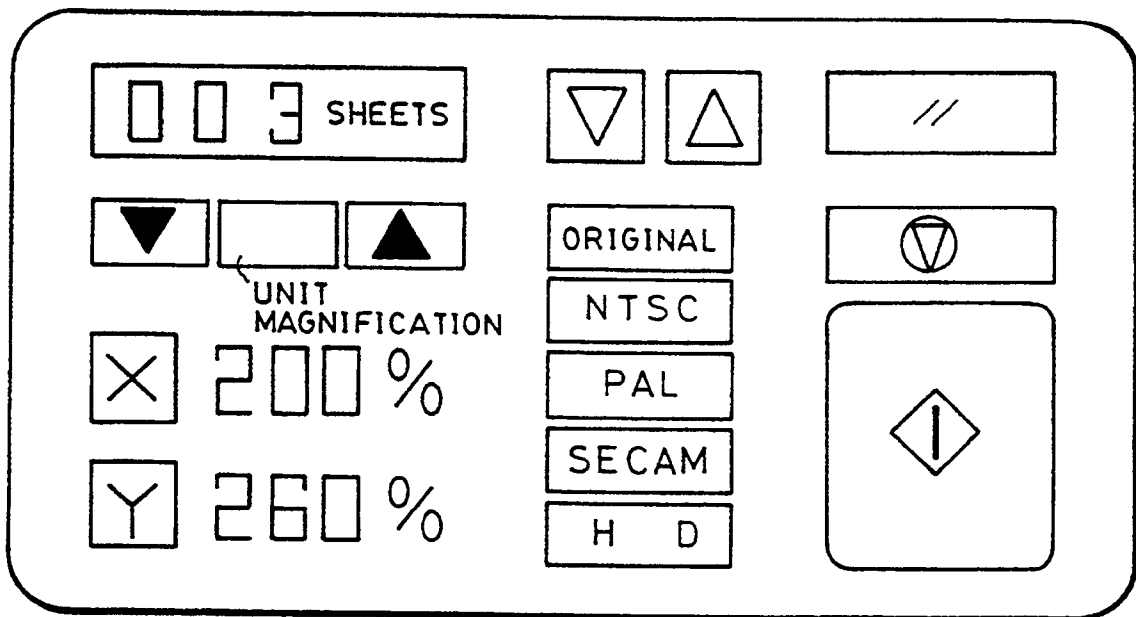 003 SHEETS
UNIT
MAGNIFICATION
X 200%
Y 260%
ORIGINAL
NTSC
PAL
SECAM
H D